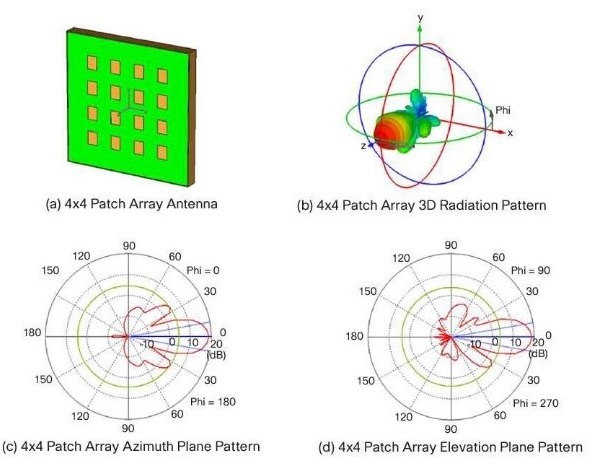 y
Phi
x
z
(a) 4x4 Patch Array Antenna
(b) 4x4 Patch Array 3D Radiation Pattern
90
120
60
Phi = 0
150
30
180
-10 0 10 20
0
(dB)
150
30
Phi = 180
120
60
90
90
120
60
Phi = 90
150
30
180
-10 0 10 20
0
(dB)
150
30
Phi = 270
120
60
90
(c) 4x4 Patch Array Azimuth Plane Pattern
(d) 4x4 Patch Array Elevation Plane Pattern